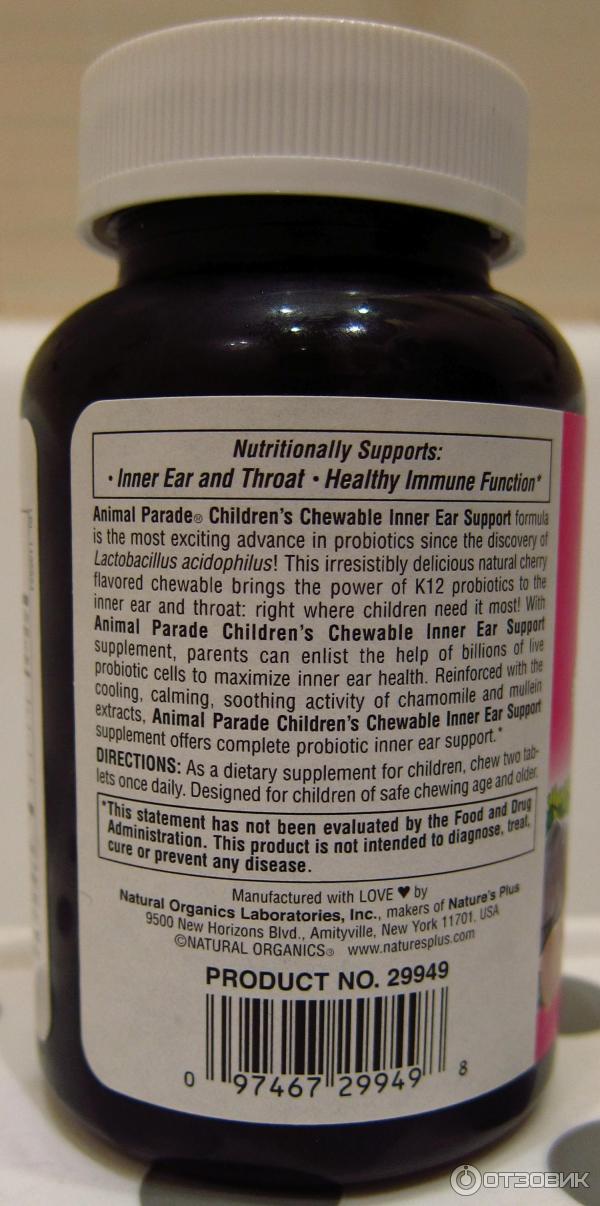 Nutritionally Supports:
• Inner Ear and Throat • Healthy Immune Function*
Animal Parade® Children's Chewable Inner Ear Support formula
is the most exciting advance in probiotics since the discovery of
Lactobacillus acidophilus! This irresistibly delicious natural cherry
flavored chewable brings the power of K12 probiotics to the
inner ear and throat: right where children need it most! With
Animal Parade Children's Chewable Inner Ear Support
supplement, parents can enlist the help of billions of live
probiotic cells to maximize inner ear health. Reinforced with the
cooling, calming, soothing activity of chamomile and mullein
extracts, Animal Parade Children's Chewable Inner Ear Support
supplement offers complete probiotic inner ear support.*
DIRECTIONS: As a dietary supplement for children, chew two tab-
lets once daily. Designed for children of safe chewing age and older.
*This statement has not been evaluated by the Food and Drug
Administration. This product is not intended to diagnose, treat,
cure or prevent any disease.
Manufactured with LOVE ♥ by
Natural Organics Laboratories, Inc., makers of Nature's Plus
9500 New Horizons Blvd., Amityville, New York 11701. USA
©NATURAL ORGANICS® www.naturesplus.com
PRODUCT NO. 29949
0 97467 29949 8
ОТЗОВИК